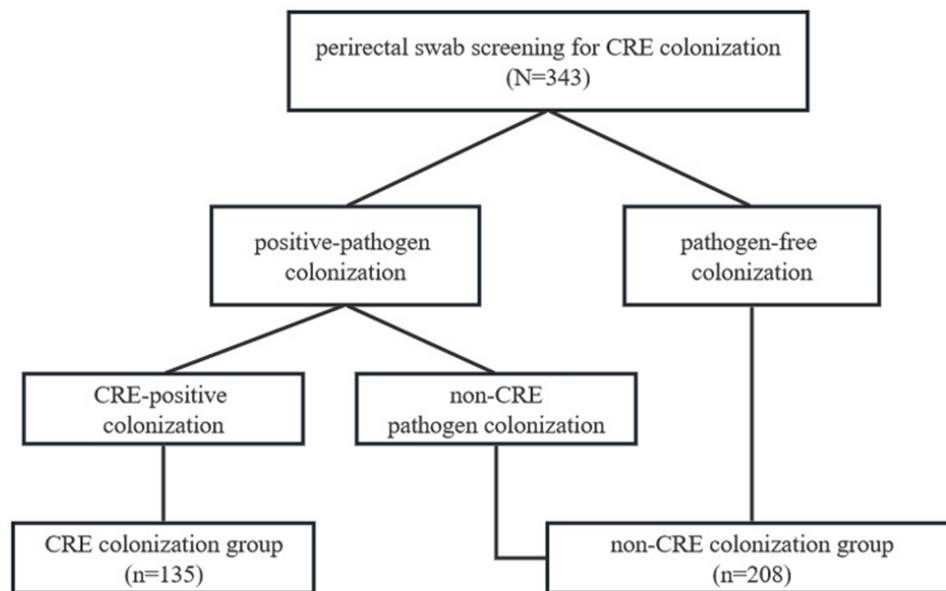 perirectal swab screening for CRE colonization
(N=343)
positive-pathogen
colonization
pathogen-free
colonization
CRE-positive
colonization
non-CRE
pathogen colonization
CRE colonization group
(n=135)
non-CRE colonization group
(n=208)